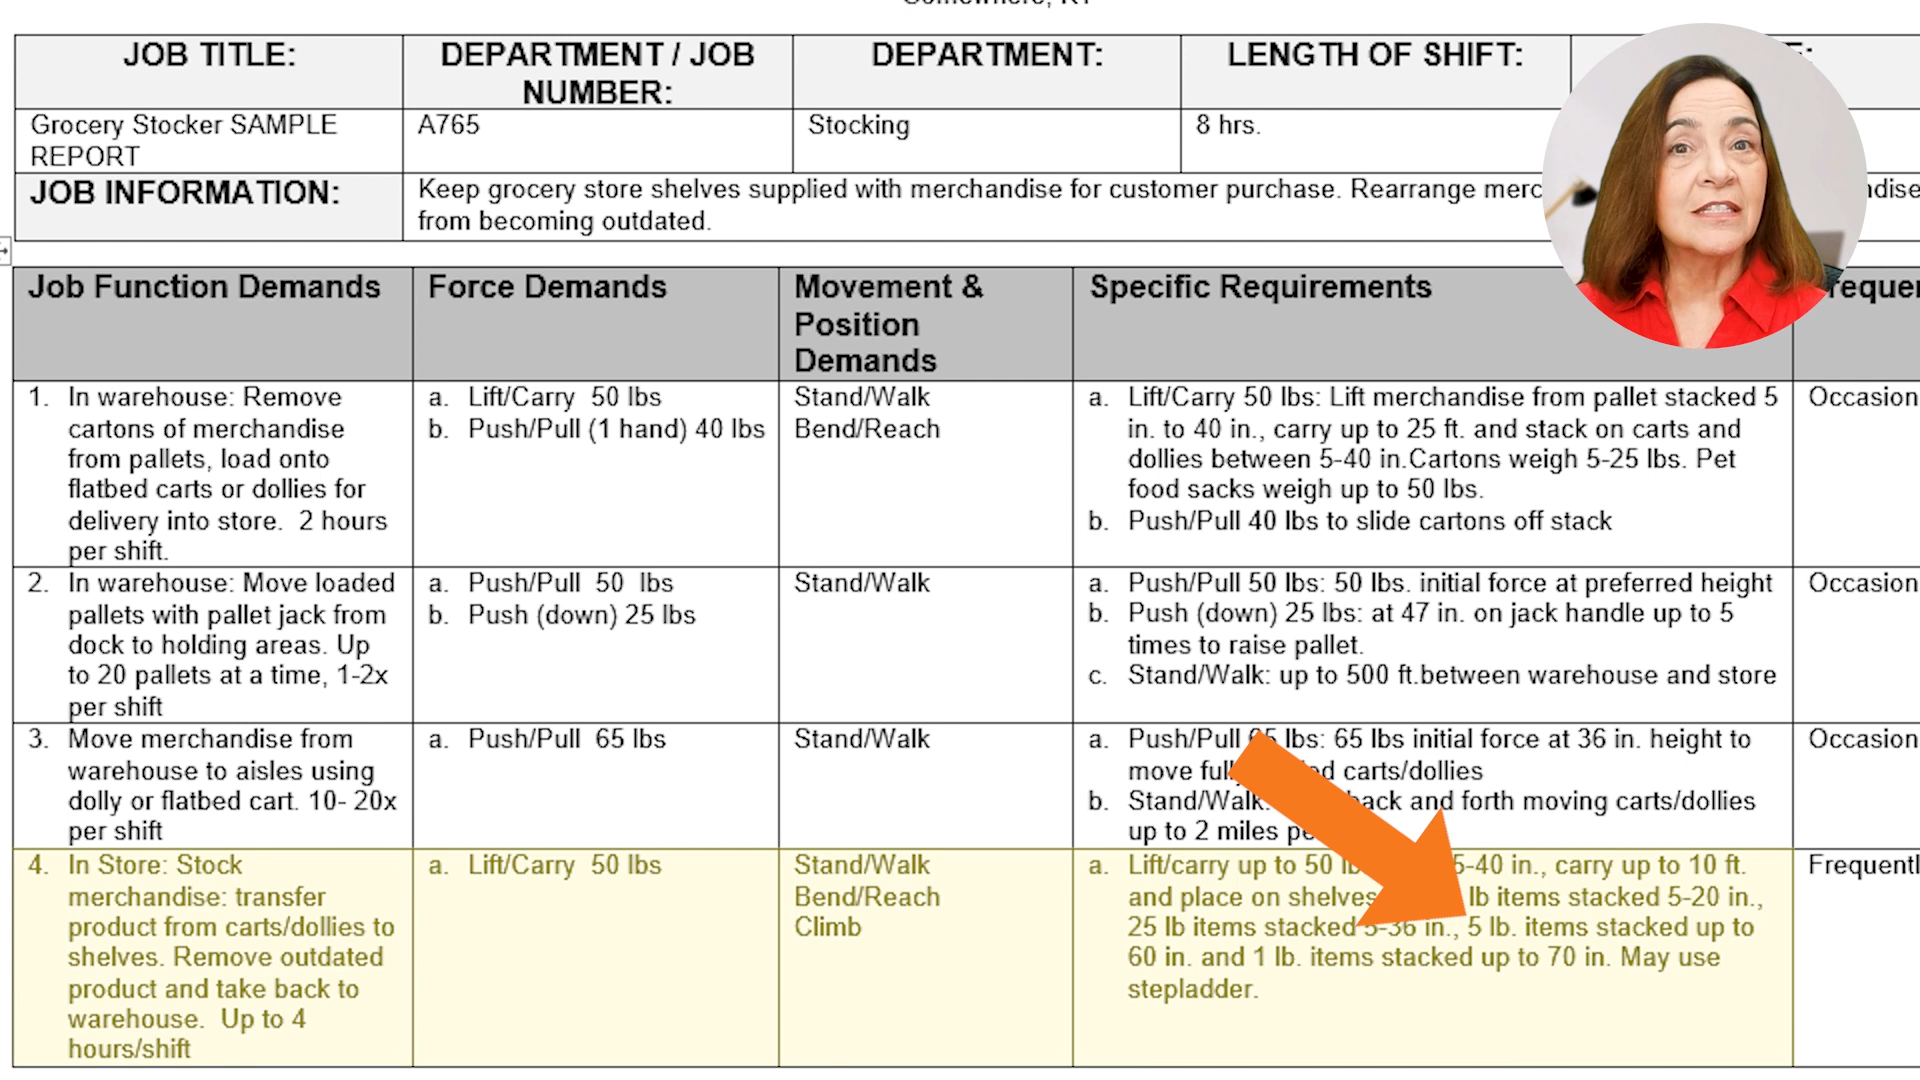 JOB TITLE:
DEPARTMENT / JOB
NUMBER:
DEPARTMENT:
LENGTH OF SHIFT:
Grocery Stocker SAMPLE
REPORT
A765
Stocking
8 hrs.
JOB INFORMATION:
Keep grocery store shelves supplied with merchandise for customer purchase. Rearrange
from becoming outdated.
Job Function Demands
Force Demands
Movement &
Position
Demands
Specific Requirements
1. In warehouse: Remove
cartons of merchandise
from pallets, load onto
flatbed carts or dollies for
delivery into store. 2 hours
per shift.
a. Lift/Carry 50 lbs
b. Push/Pull (1 hand) 40 lbs
Stand/Walk
Bend/Reach
a. Lift/Carry 50 lbs: Lift merchandise from pallet stacked 5
in. to 40 in., carry up to 25 ft. and stack on carts and
dollies between 5-40 in.Cartons weigh 5-25 lbs. Pet
food sacks weigh up to 50 lbs.
b. Push/Pull 40 lbs to slide cartons off stack
Occasion
2. In warehouse: Move loaded
pallets with pallet jack from
dock to holding areas. Up
to 20 pallets at a time, 1-2x
per shift
a. Push/Pull 50 lbs
b. Push (down) 25 lbs
Stand/Walk
a. Push/Pull 50 lbs: 50 lbs. initial force at preferred height
b. Push (down) 25 lbs: at 47 in. on jack handle up to 5
times to raise pallet.
c. Stand/Walk: up to 500 ft.between warehouse and store
Occasion
3. Move merchandise from
warehouse to aisles using
dolly or flatbed cart. 10- 20x
per shift
a. Push/Pull 65 lbs
Stand/Walk
a. Push/Pull 65 lbs: 65 lbs initial force at 36 in. height to
move carts/dollies
b. Stand/Walk: back and forth moving carts/dollies
up to 2 miles
Occasion
4. In Store: Stock
merchandise: transfer
product from carts/dollies to
shelves. Remove outdated
product and take back to
warehouse. Up to 4
hours/shift
a. Lift/Carry 50 lbs
Stand/Walk
Bend/Reach
Climb
a. Lift/carry up to 50 5-40 in., carry up to 10 ft.
and place on shelves lb items stacked 5-20 in.,
25 lb items stacked 5-36 in., 5 lb. items stacked up to
60 in. and 1 lb. items stacked up to 70 in. May use
stepladder.
Frequentl